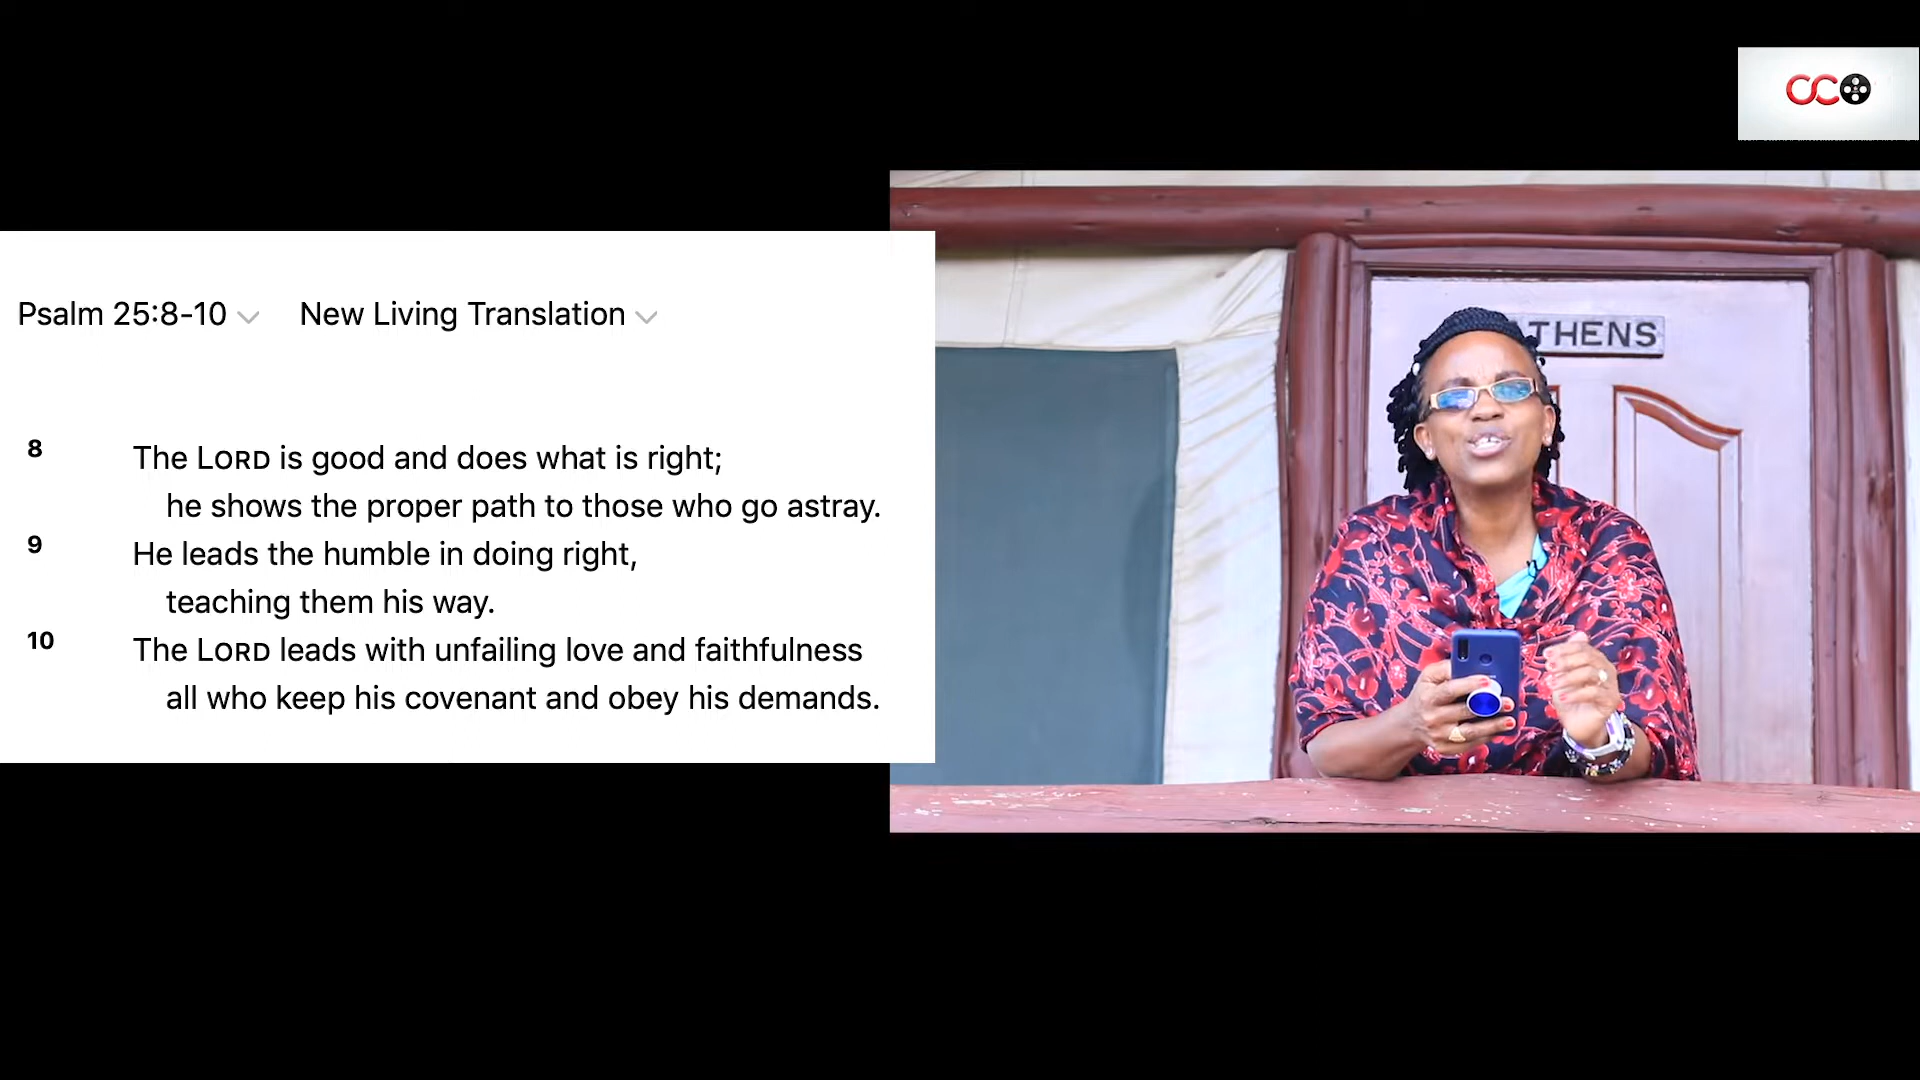 Psalm 25:8-10 New Living Translation
8 The LORD is good and does what is right;
he shows the proper path to those who go astray.
9 He leads the humble in doing right,
teaching them his way.
10 The LORD leads with unfailing love and faithfulness
all who keep his covenant and obey his demands.
THENS
CC